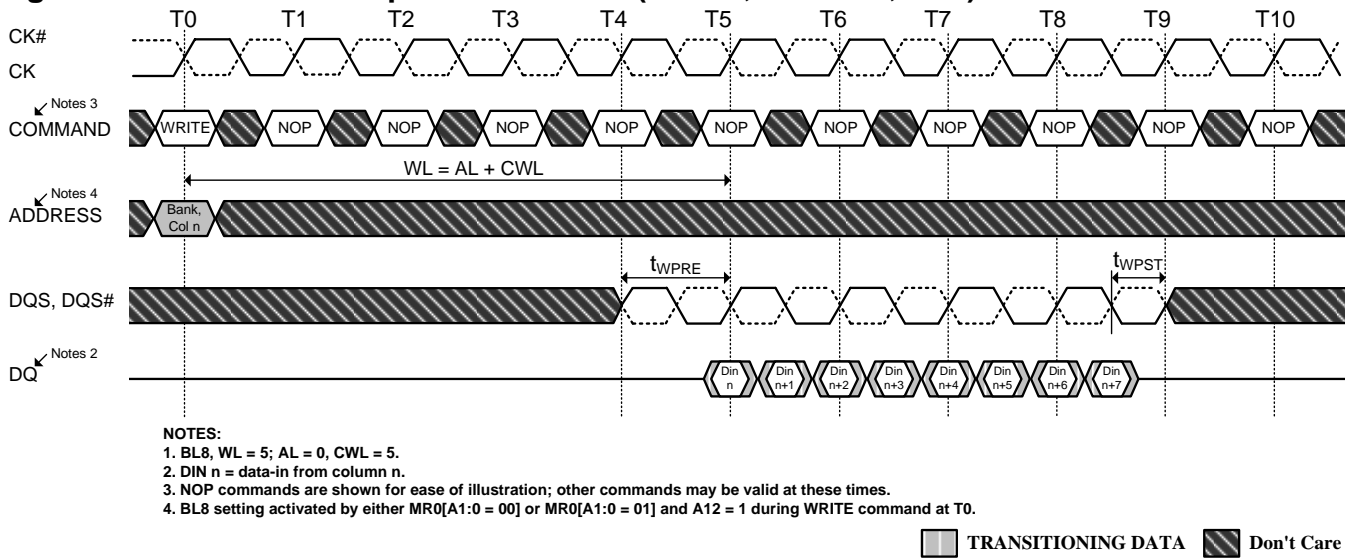 T0 T1 T2 T3 T4 T5 T6 T7 T8 T9 T10
CK#
CK
Notes 3
COMMAND
WRITE NOP NOP NOP NOP NOP NOP NOP NOP NOP NOP
WL = AL + CWL
Notes 4
ADDRESS
Bank,
Col n
tWPRE tWPST
DQS, DQS#
Notes 2
DQ
Din Din Din Din Din Din Din Din
n n+1 n+2 n+3 n+4 n+5 n+6 n+7
NOTES:
1. BL8, WL = 5; AL = 0, CWL = 5.
2. DIN n = data-in from column n.
3. NOP commands are shown for ease of illustration; other commands may be valid at these times.
4. BL8 setting activated by either MR0[A1:0 = 00] or MR0[A1:0 = 01] and A12 = 1 during WRITE command at T0.
TRANSITIONING DATA Don't Care